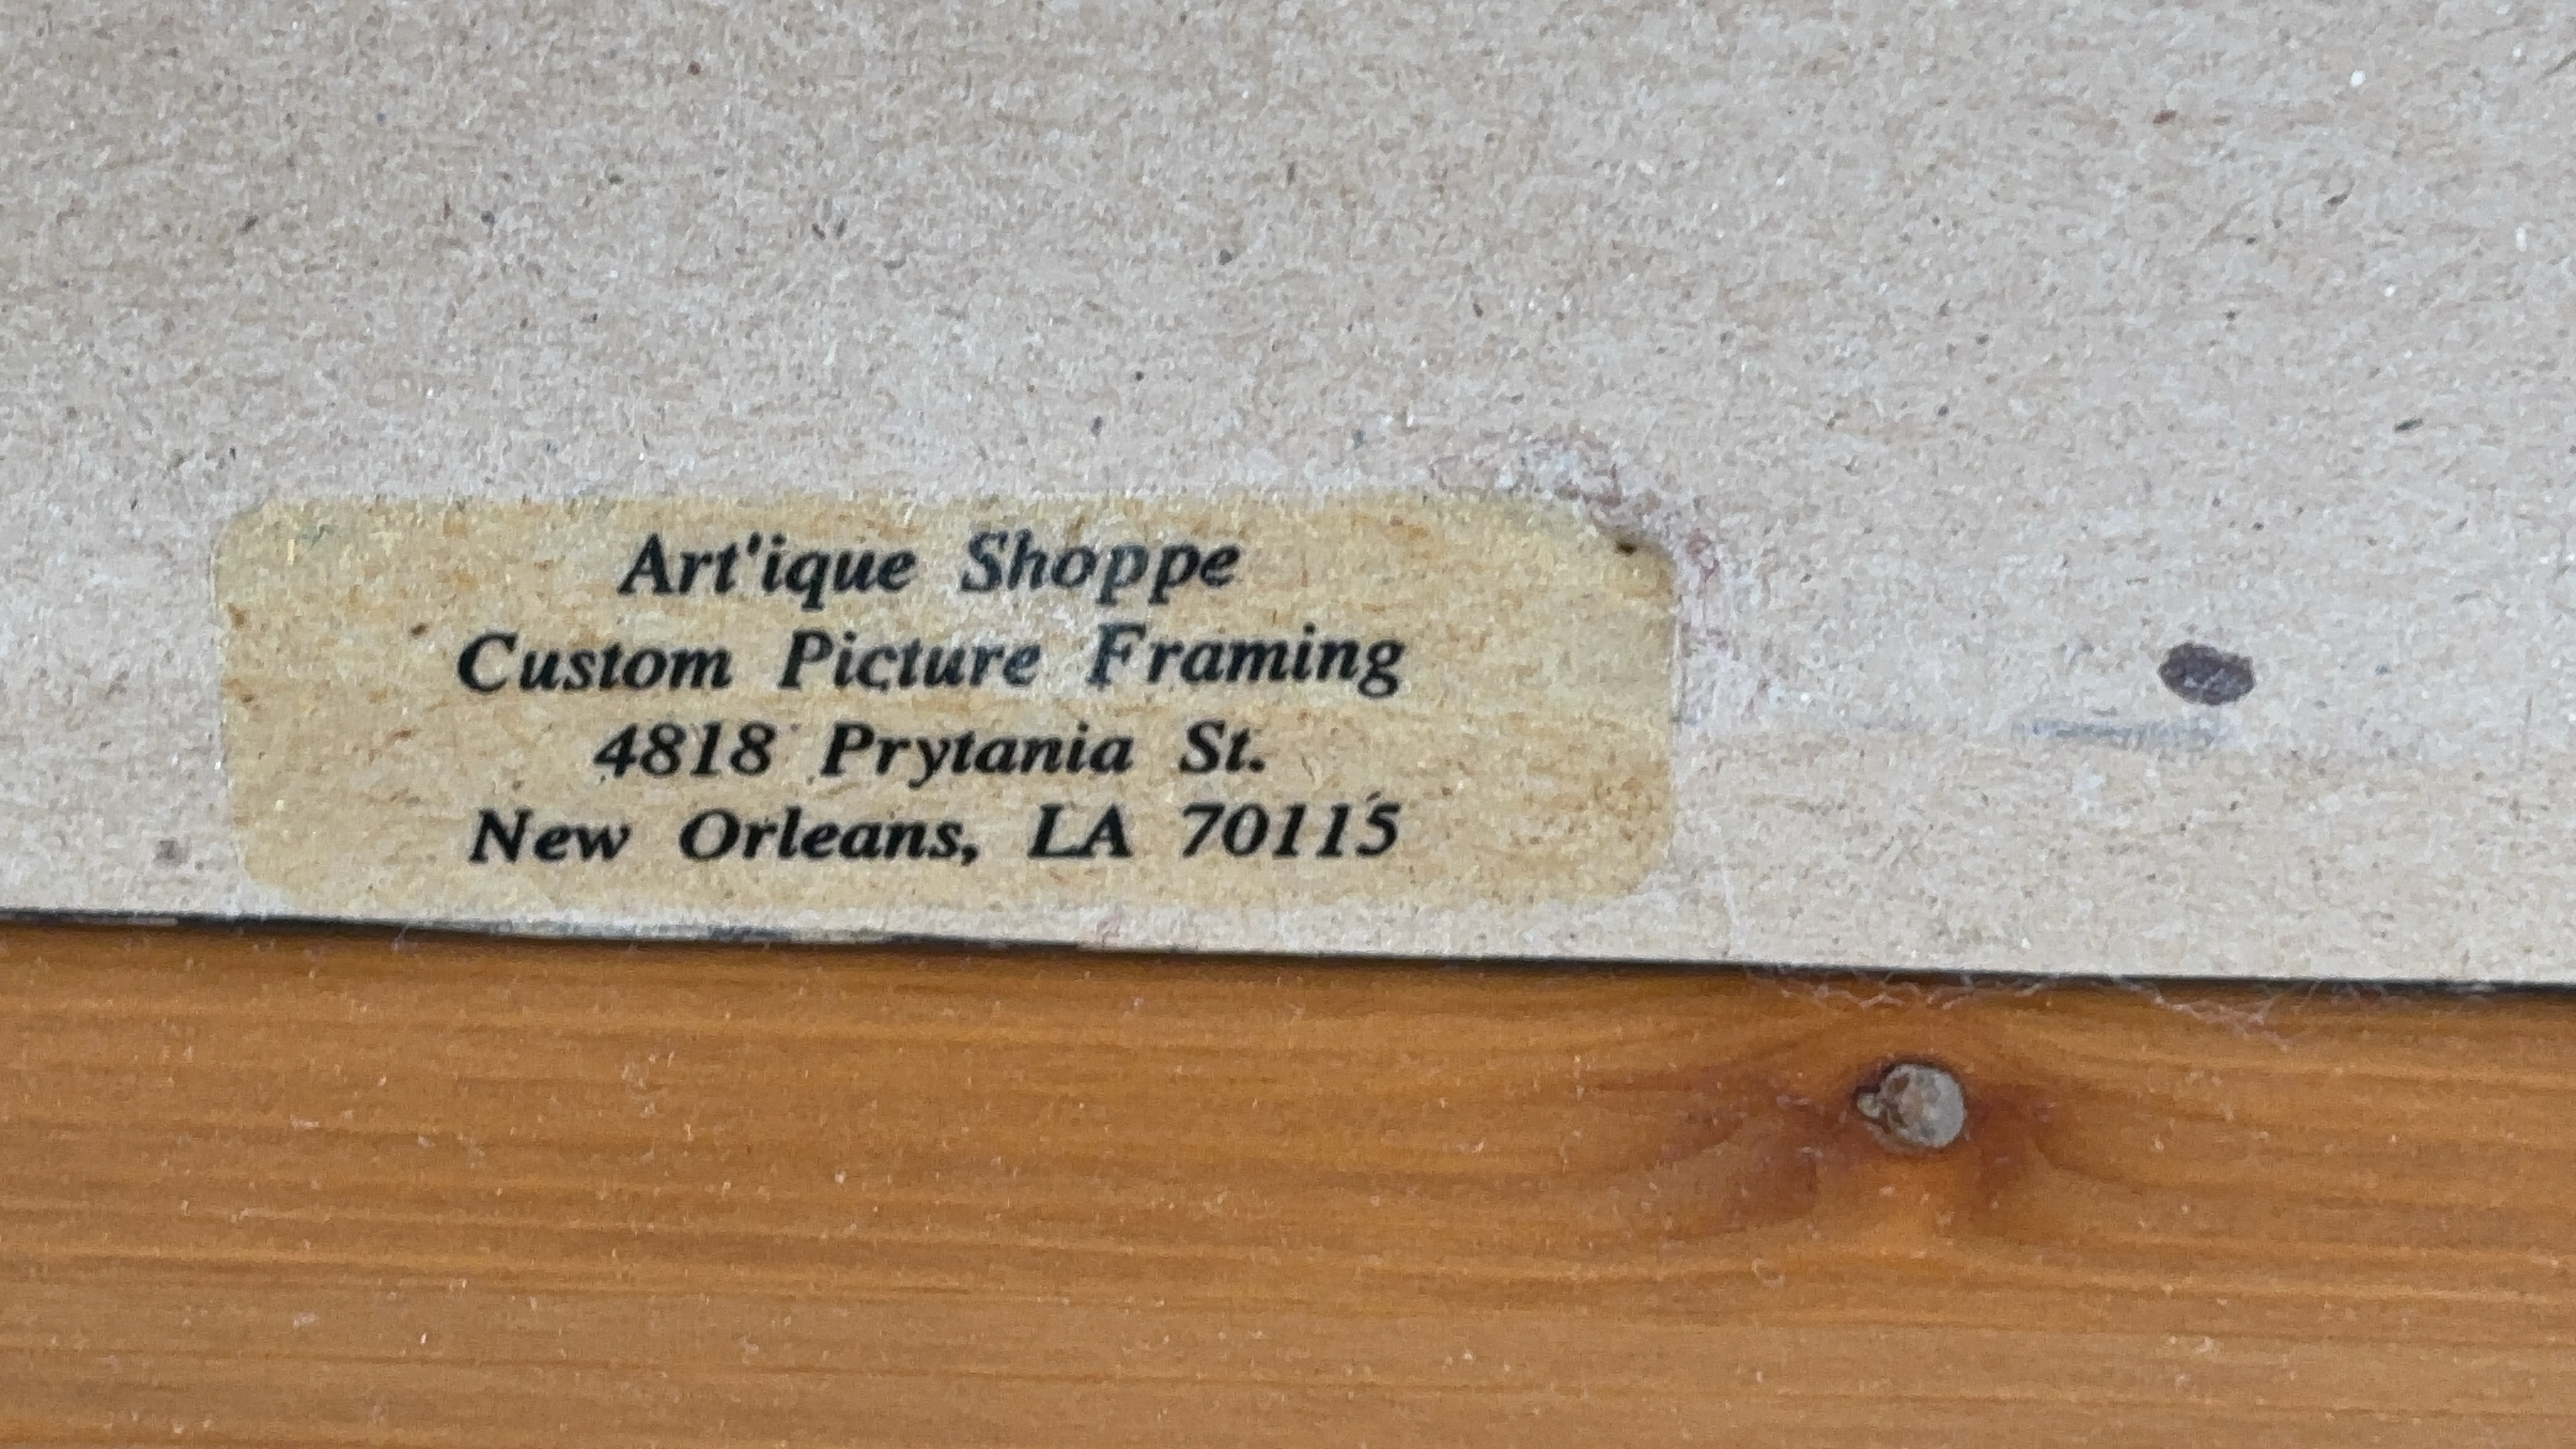 Art'ique Shoppe
Custom Picture Framing
4818 Prytania St.
New Orleans, LA 70115